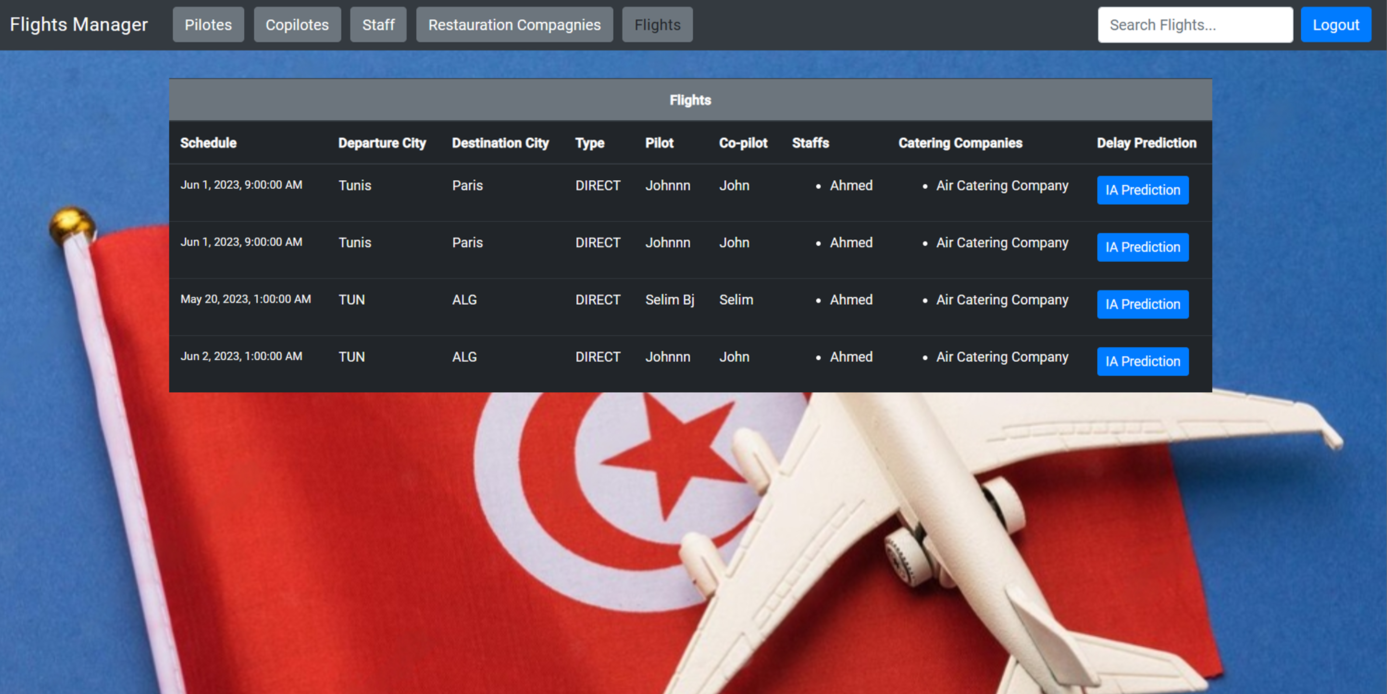 Flights Manager Pilotes Copilotes Staff Restauration Compagnies Flights Search Flights... Logout
Flights
Schedule Departure City Destination City Type Pilot Co-pilot Staffs Catering Companies Delay Prediction
Jun 1, 2023, 9:00:00 AM Tunis Paris DIRECT Johnnn John • Ahmed • Air Catering Company IA Prediction
Jun 1, 2023, 9:00:00 AM Tunis Paris DIRECT Johnnn John • Ahmed • Air Catering Company IA Prediction
May 20, 2023, 1:00:00 AM TUN ALG DIRECT Selim Bj Selim • Ahmed • Air Catering Company IA Prediction
Jun 2, 2023, 1:00:00 AM TUN ALG DIRECT Johnnn John • Ahmed • Air Catering Company IA Prediction